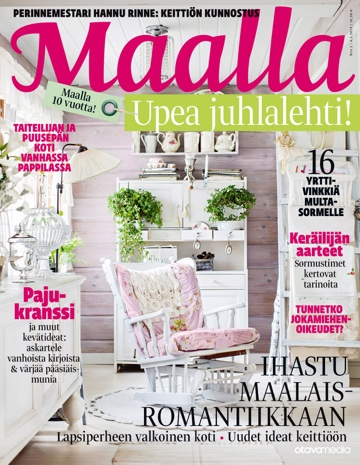 PERINNEMESTARI HANNU RINNE: KEITTIÖN KUNNOSTUS
Maalla
Maalla
10 vuotta!
Upea juhlalehti!
TAITEILIJAN JA
PUUSEPÄN
KOTI
VANHASSA
PAPPILASSA
16
YRTTI-
VINKKIÄ
MULTA-
SORMELLE
Keräilijän
aarteet
Sormustimet
kertovat
tarinoita
TUNNETKO
JOKAMIEHEN-
OIKEUDET?
Paju-
kranssi
ja muut
kevätideat:
askartele
vanhoista kirjoista
& värjää pääsiäis-
munia
IHASTU
MAALAIS-
ROMANTIIKKAAN
Lapsiperheen valkoinen koti • Uudet ideat keittiöön
otavamedia